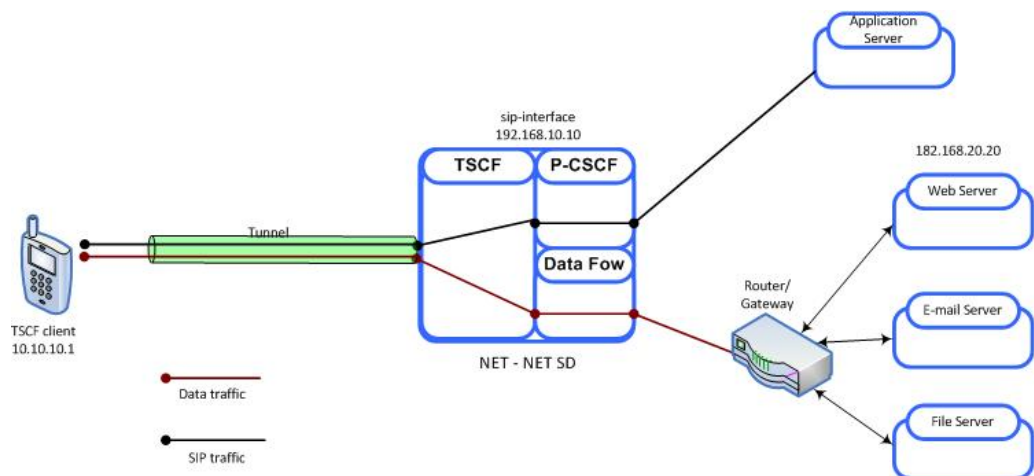 Application
Server
sip-interface
192.168.10.10
TSCF
P-CSCF
182.168.20.20
Web Server
Tunnel
Data Fow
Router/
Gateway
E-mail Server
TSCF client
10.10.10.1
NET - NET SD
Data traffic
File Server
SIP traffic